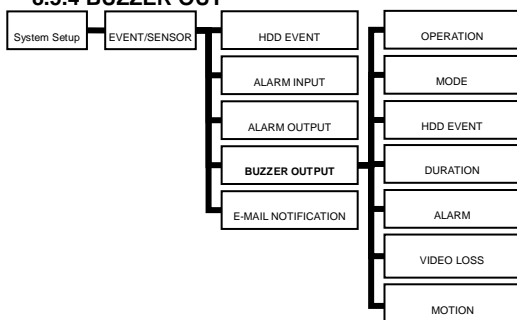 8.5.4 BUZZER OUT
System Setup
EVENT/SENSOR
HDD EVENT
ALARM INPUT
ALARM OUTPUT
BUZZER OUTPUT
E-MAIL NOTIFICATION
OPERATION
MODE
HDD EVENT
DURATION
ALARM
VIDEO LOSS
MOTION